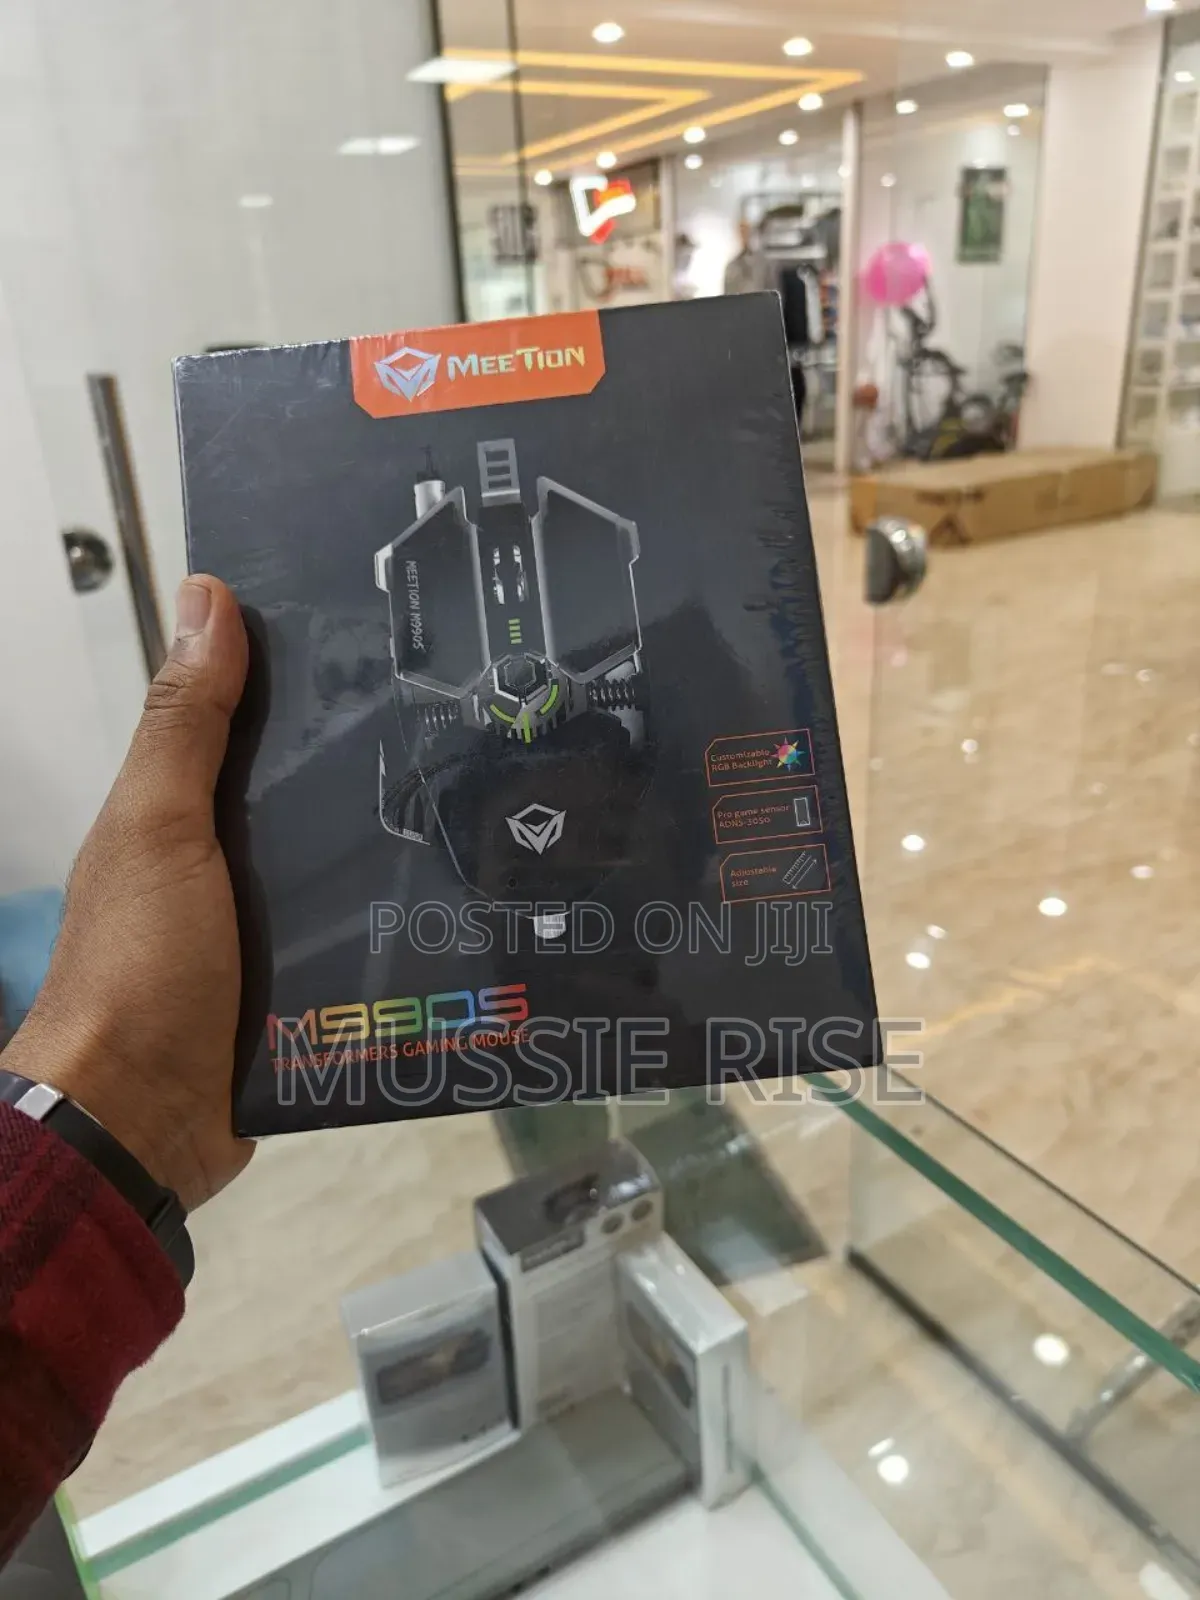 MEETION
MEETION M990S
Customizable
RGB Backlight
Pro game sensor
ADNS-3050
Adjustable
size
POSTED ON JIJI
M990S
TRANSFORMERS GAMING MOUSE
MUSSIE RISE